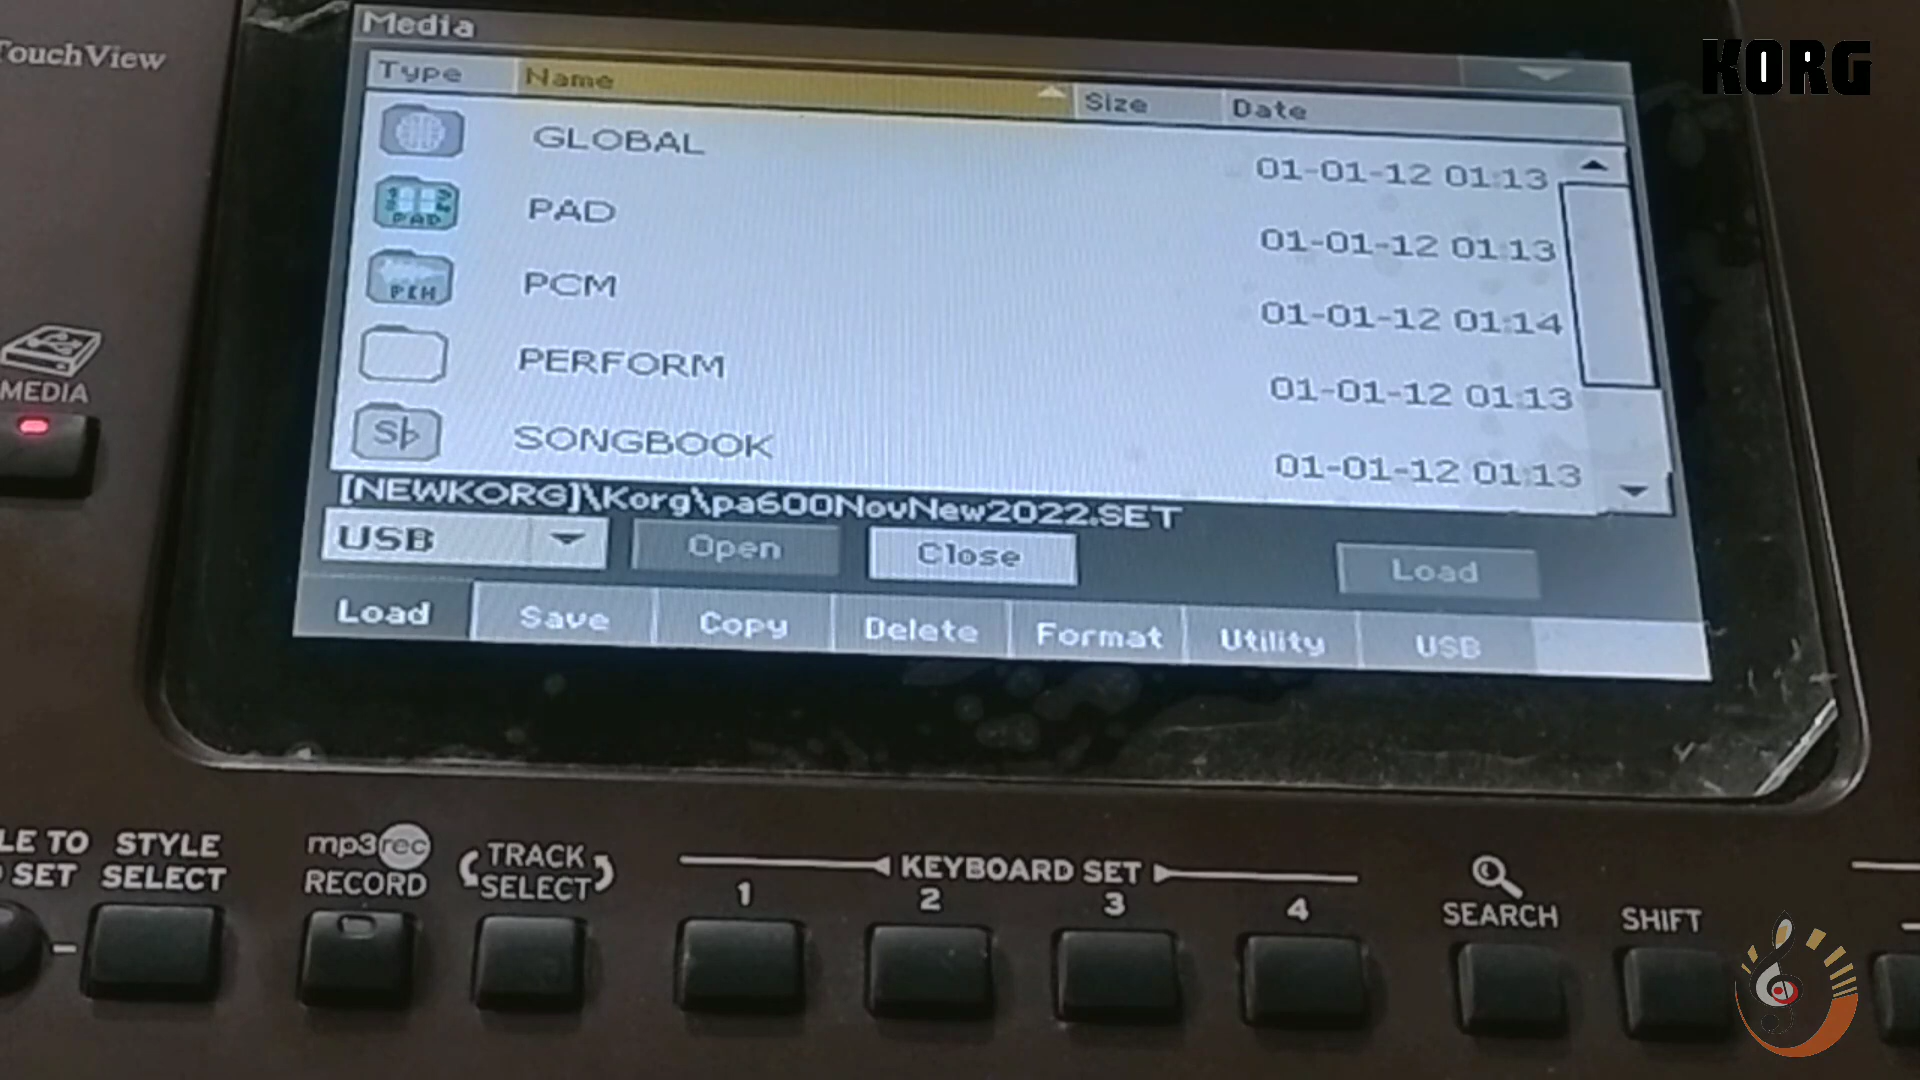 TouchView
KORG
Media
Type Name Size Date
GLOBAL 01-01-12 01:13
PAD PAD 01-01-12 01:13
PCM PCM 01-01-12 01:14
PERFORM 01-01-12 01:13
Sb SONGBOOK 01-01-12 01:13
[NEWKORG]\Korg\pa600NovNew2022.SET
USB Open Close Load
Load Save Copy Delete Format Utility USB
MEDIA
LE TO
SET
STYLE
SELECT
mp3rec
RECORD
TRACK
SELECT
KEYBOARD SET
1 2 3 4
SEARCH
SHIFT